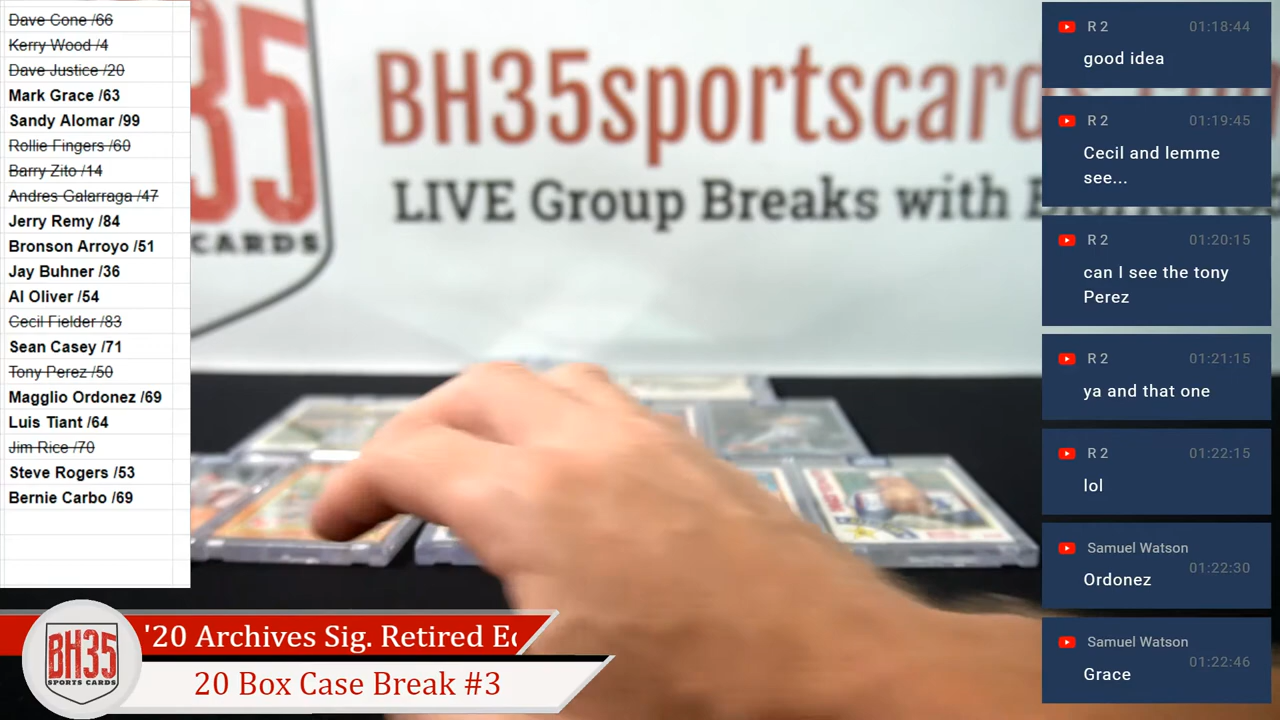 Dave Cone /66
Kerry Wood /4
Dave Justice /20
Mark Grace /63
Sandy Alomar /99
Rollie Fingers /60
Barry Zito /14
Andres Galarraga /47
Jerry Remy /84
Bronson Arroyo /51
Jay Buhner /36
Al Oliver /54
Cecil Fielder /83
Sean Casey /71
Tony Perez /50
Magglio Ordonez /69
Luis Tiant /64
Jim Rice /70
Steve Rogers /53
Bernie Carbo /69
35
CARDS
BH35sportscards
LIVE Group Breaks with
R 2 01:18:44
good idea
R 2 01:19:45
Cecil and lemme
see...
R 2 01:20:15
can I see the tony
Perez
R 2 01:21:15
ya and that one
R 2 01:22:15
lol
Samuel Watson 01:22:30
Ordonez
Samuel Watson 01:22:46
Grace
BH35
SPORTS CARDS
'20 Archives Sig. Retired
20 Box Case Break #3